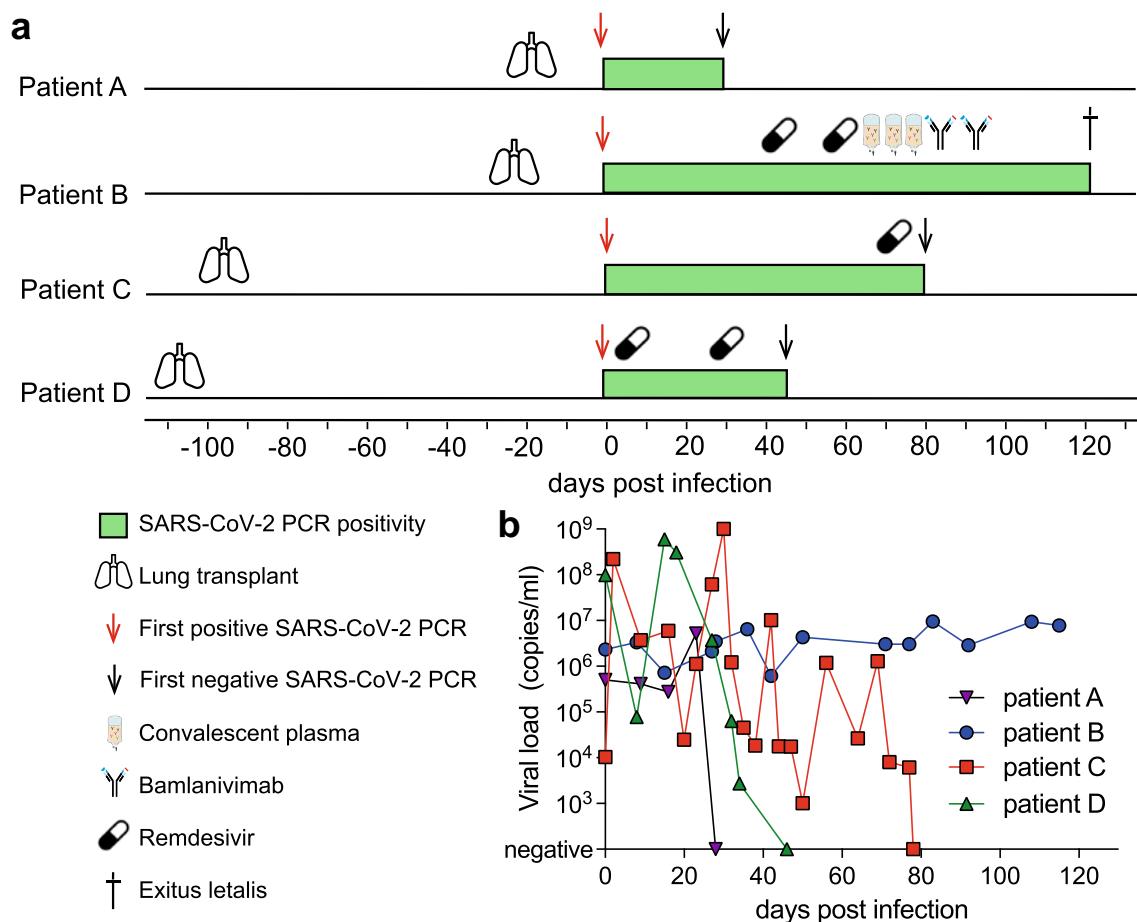 a
Patient A
Patient B
Patient C
Patient D
-100 -80 -60 -40 -20 0 20 40 60 80 100 120
days post infection
SARS-CoV-2 PCR positivity
Lung transplant
First positive SARS-CoV-2 PCR
First negative SARS-CoV-2 PCR
Convalescent plasma
Bamlanivimab
Remdesivir
Exitus letalis
b
Viral load (copies/ml)
10⁹
10⁸
10⁷
10⁶
10⁵
10⁴
10³
negative
patient A
patient B
patient C
patient D
0 20 40 60 80 100 120
days post infection